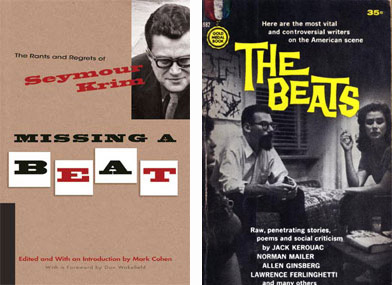 The Rants and Regrets of
Seymour
Krim
MISSING A
BEAT
Edited and With an Introduction by Mark Cohen
With a Foreword by Dan Wakefield
35¢
GOLD
MEDAL
BOOK
Here are the most vital
and controversial writers
on the American scene
THE
BEATS
Raw, penetrating stories,
poems and social criticism
by JACK KEROUAC
NORMAN MAILER
ALLEN GINSBERG
LAWRENCE FERLINGHETTI
and many others